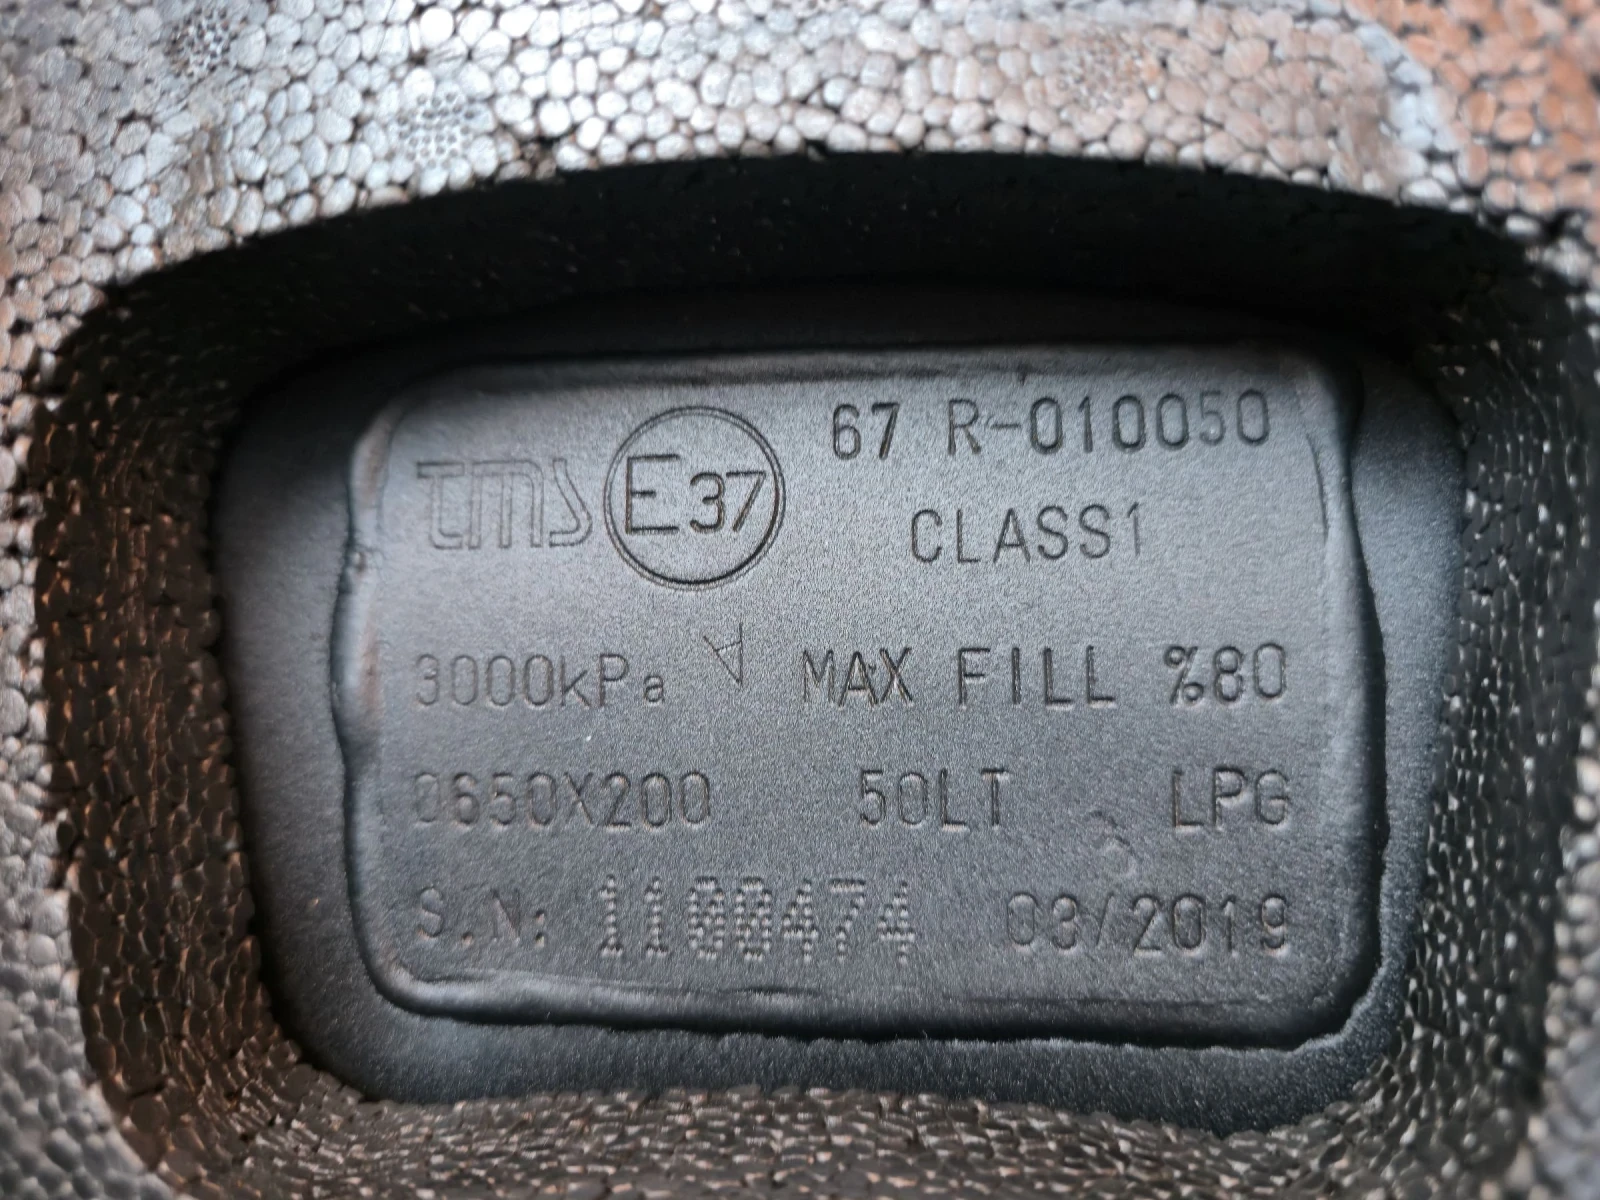 tms E37 67 R-010050
CLASS1
3000kPa A MAX FILL %80
0650X200 50LT LPG
S.N: 1100474 03/2019